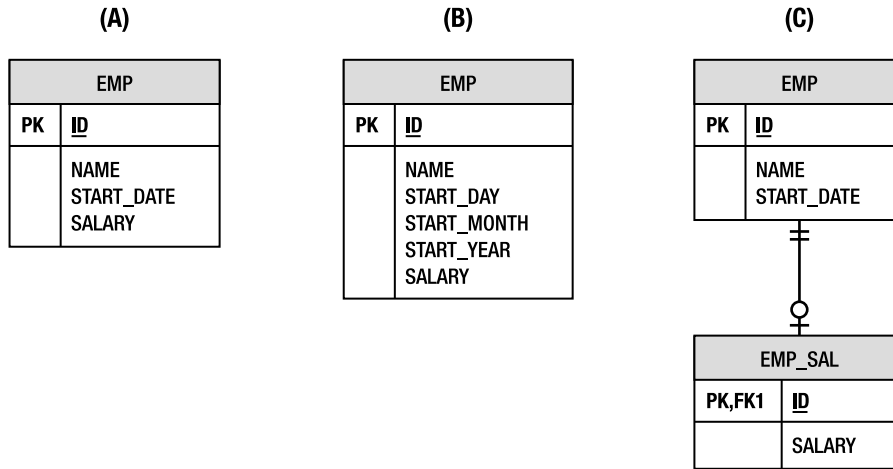 (A)
EMP
PK ID
NAME
START_DATE
SALARY
(B)
EMP
PK ID
NAME
START_DAY
START_MONTH
START_YEAR
SALARY
(C)
EMP
PK ID
NAME
START_DATE
EMP_SAL
PK,FK1 ID
SALARY